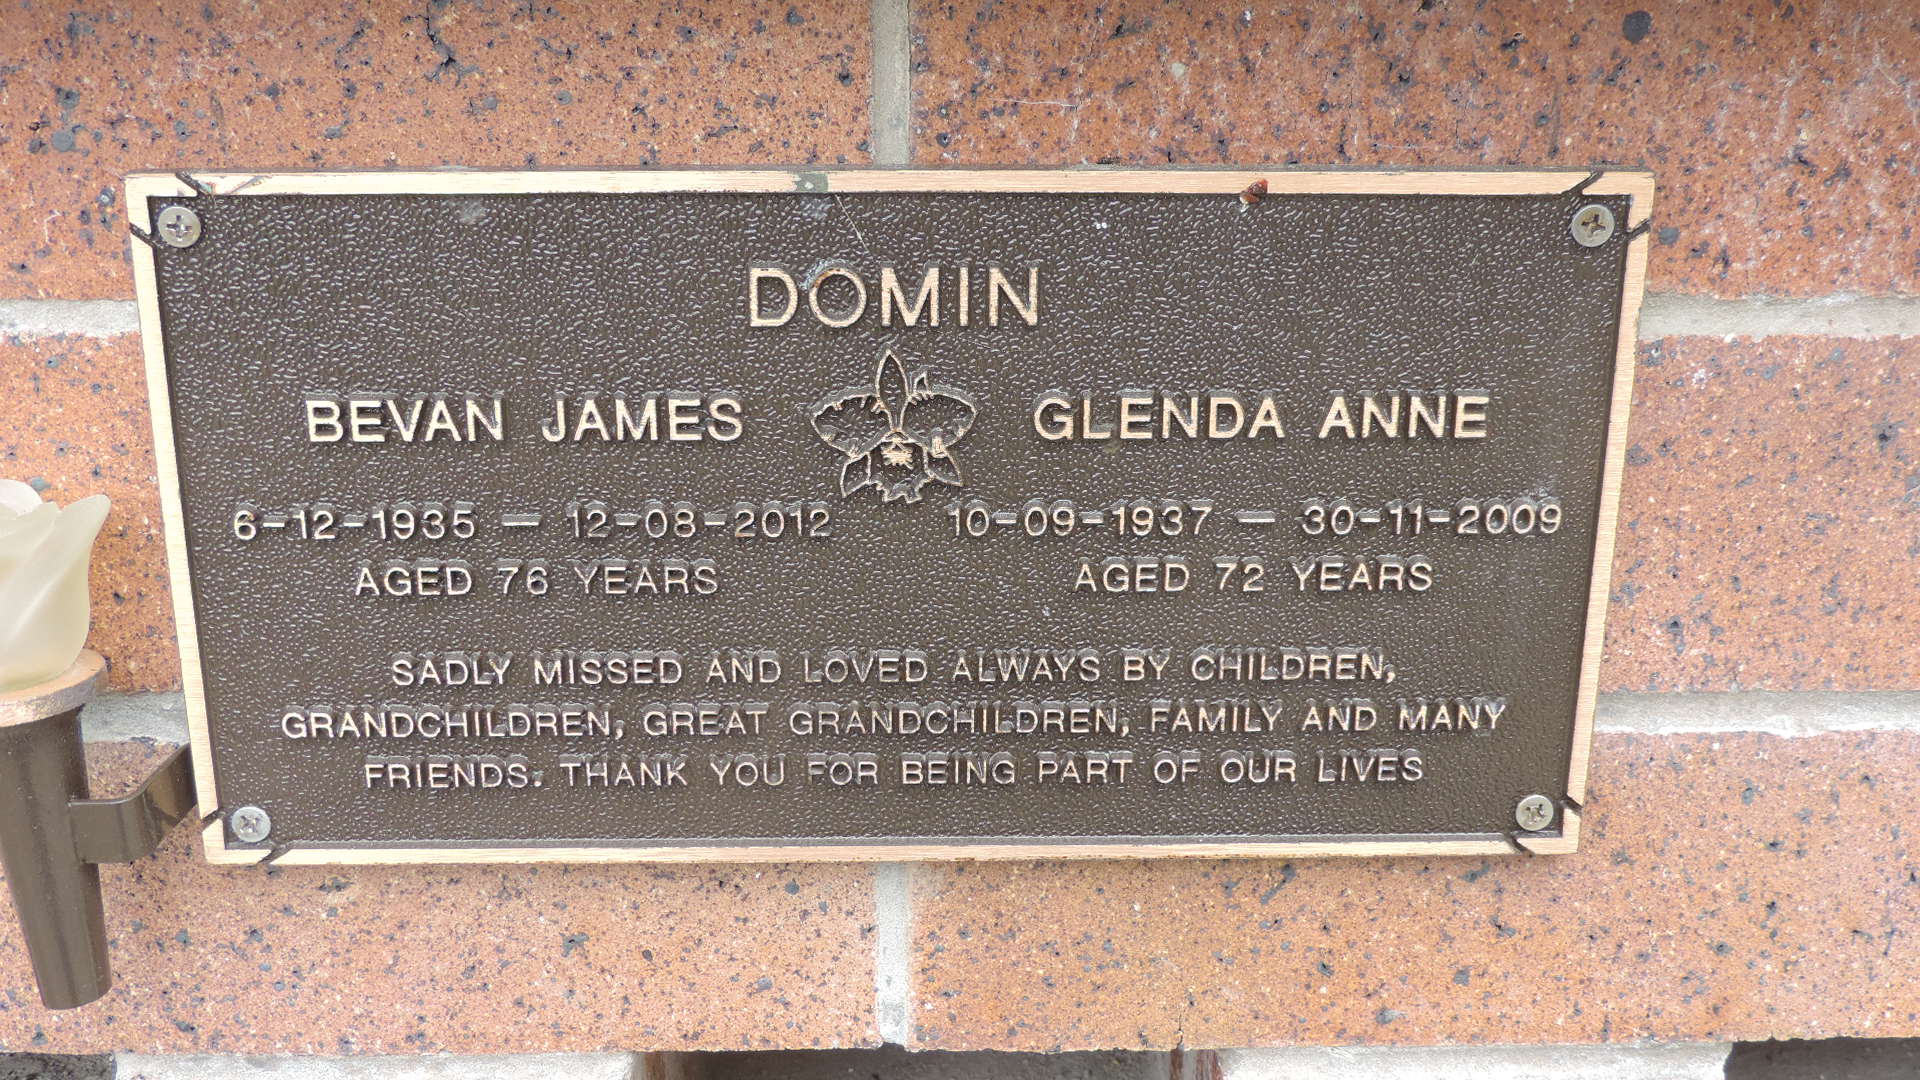 DOMIN
BEVAN JAMES GLENDA ANNE
6-12-1935 — 12-08-2012 10-09-1937 — 30-11-2009
AGED 76 YEARS AGED 72 YEARS
SADLY MISSED AND LOVED ALWAYS BY CHILDREN,
GRANDCHILDREN, GREAT GRANDCHILDREN, FAMILY AND MANY
FRIENDS. THANK YOU FOR BEING PART OF OUR LIVES